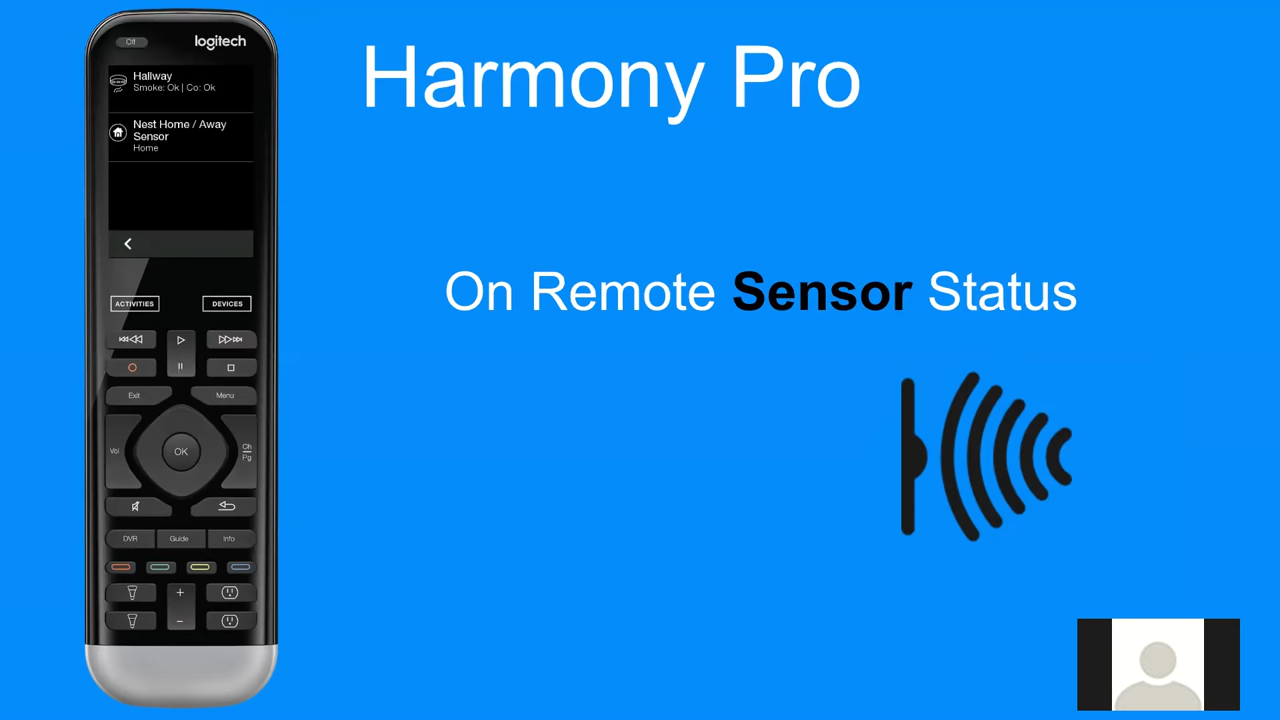 Off
logitech
Hallway
Smoke: Ok | Co: Ok
Nest Home / Away
Sensor
Home
ACTIVITIES
DEVICES
Exit
Menu
Vol
OK
Ch
Pg
DVR
Guide
Info
+
-
Harmony Pro
On Remote Sensor Status